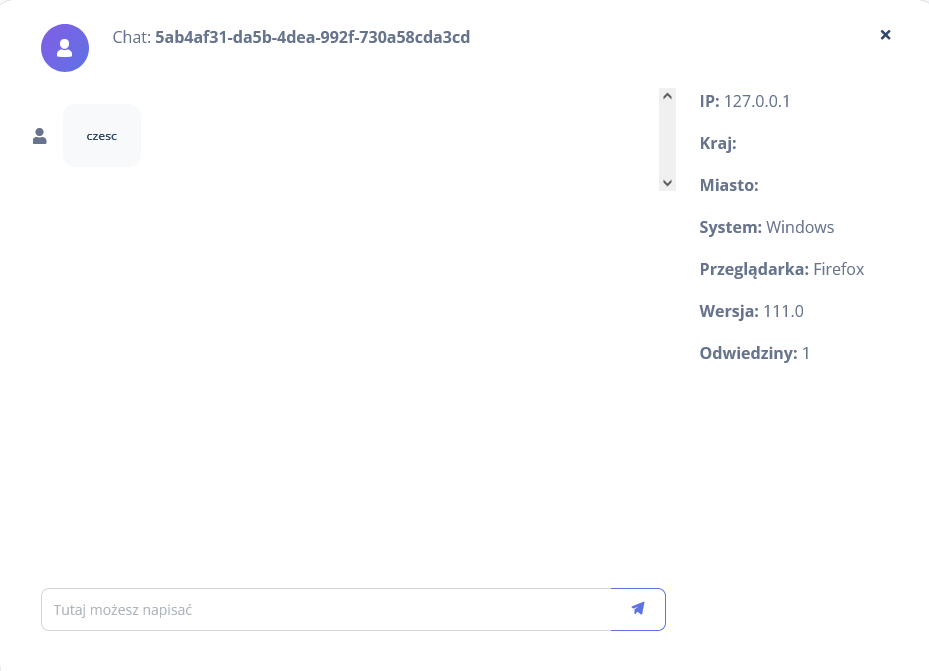 Chat: 5ab4af31-da5b-4dea-992f-730a58cda3cd
czesc
IP: 127.0.0.1
Kraj:
Miasto:
System: Windows
Przeglądarka: Firefox
Wersja: 111.0
Odwiedziny: 1
Tutaj możesz napisać